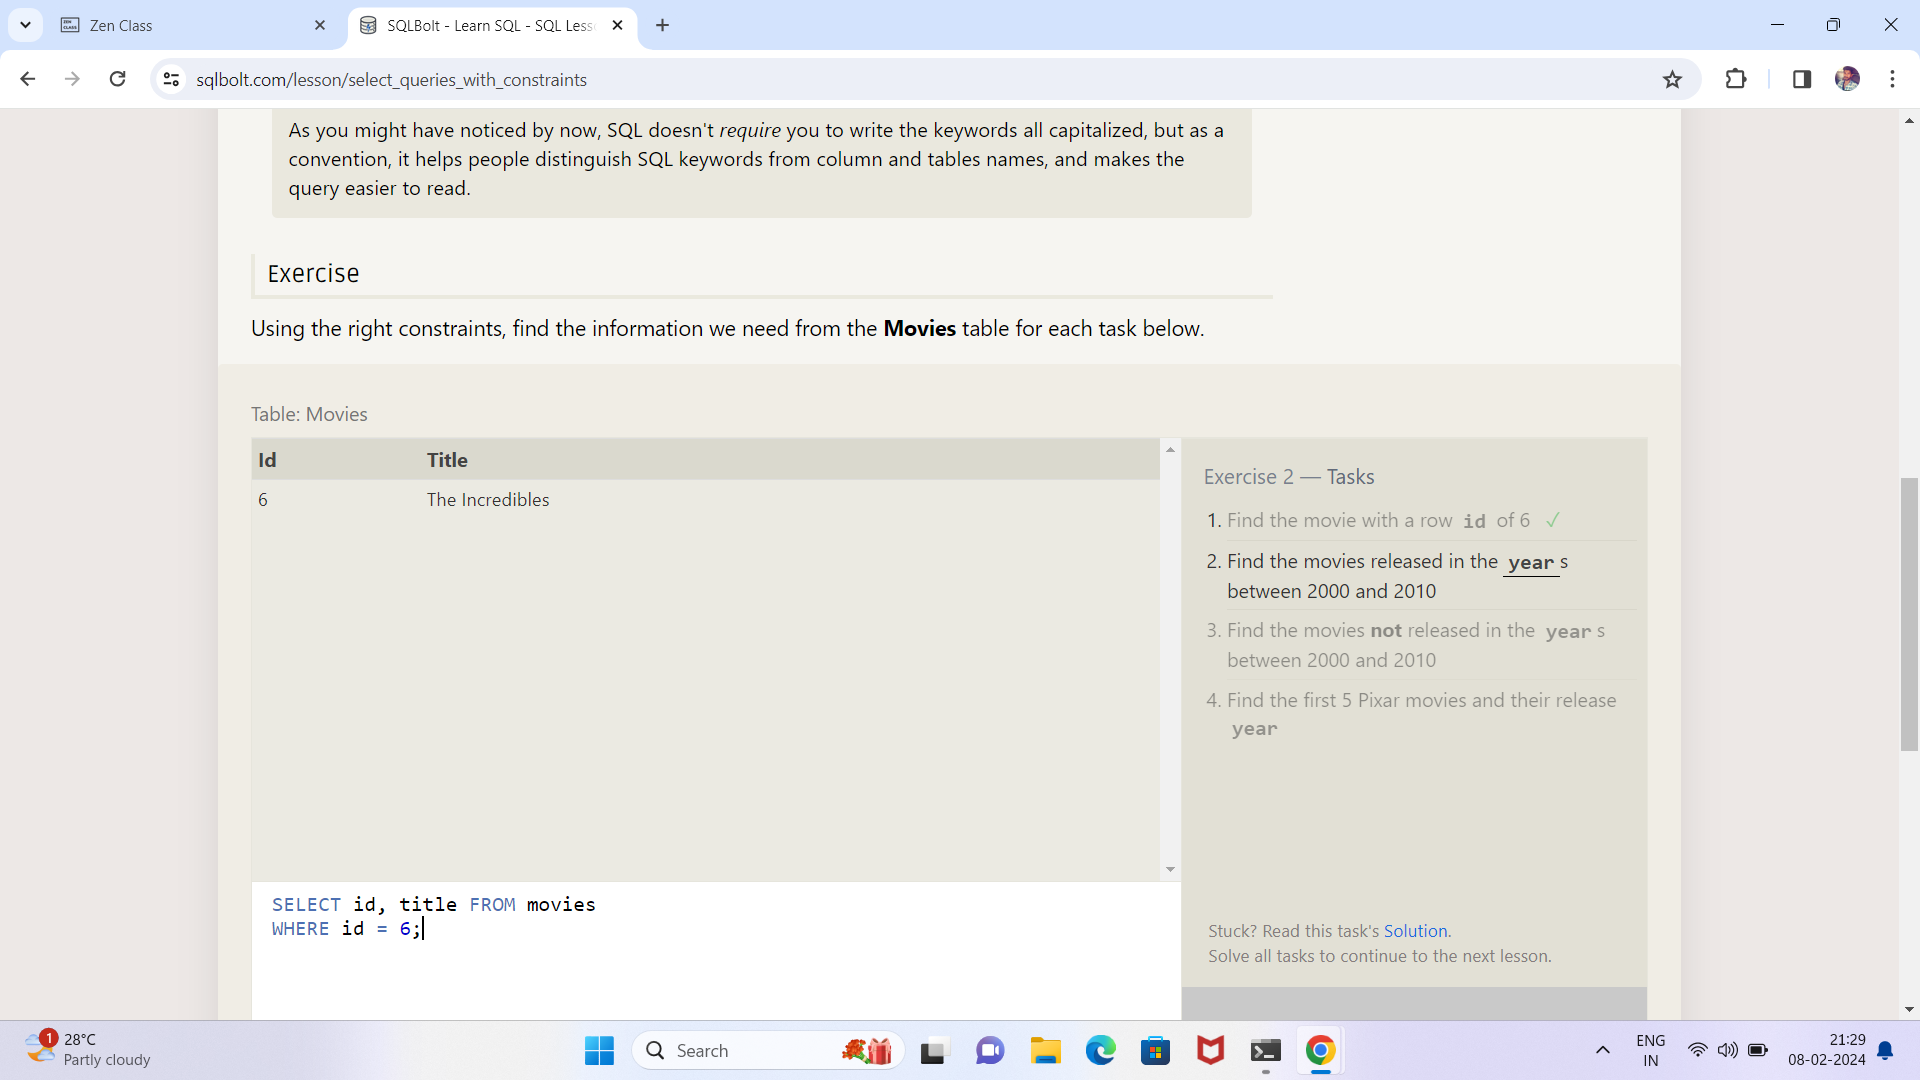 Zen Class
SQLBolt - Learn SQL - SQL Less
sqlbolt.com/lesson/select_queries_with_constraints
As you might have noticed by now, SQL doesn't require you to write the keywords all capitalized, but as a
convention, it helps people distinguish SQL keywords from column and tables names, and makes the
query easier to read.
Exercise
Using the right constraints, find the information we need from the Movies table for each task below.
Table: Movies
Id Title
6 The Incredibles
Exercise 2 — Tasks
1. Find the movie with a row id of 6 ✓
2. Find the movies released in the year s
between 2000 and 2010
3. Find the movies not released in the year s
between 2000 and 2010
4. Find the first 5 Pixar movies and their release
year
SELECT id, title FROM movies
WHERE id = 6;
Stuck? Read this task's Solution.
Solve all tasks to continue to the next lesson.
1
28°C
Partly cloudy
Search
ENG
IN
21:29
08-02-2024